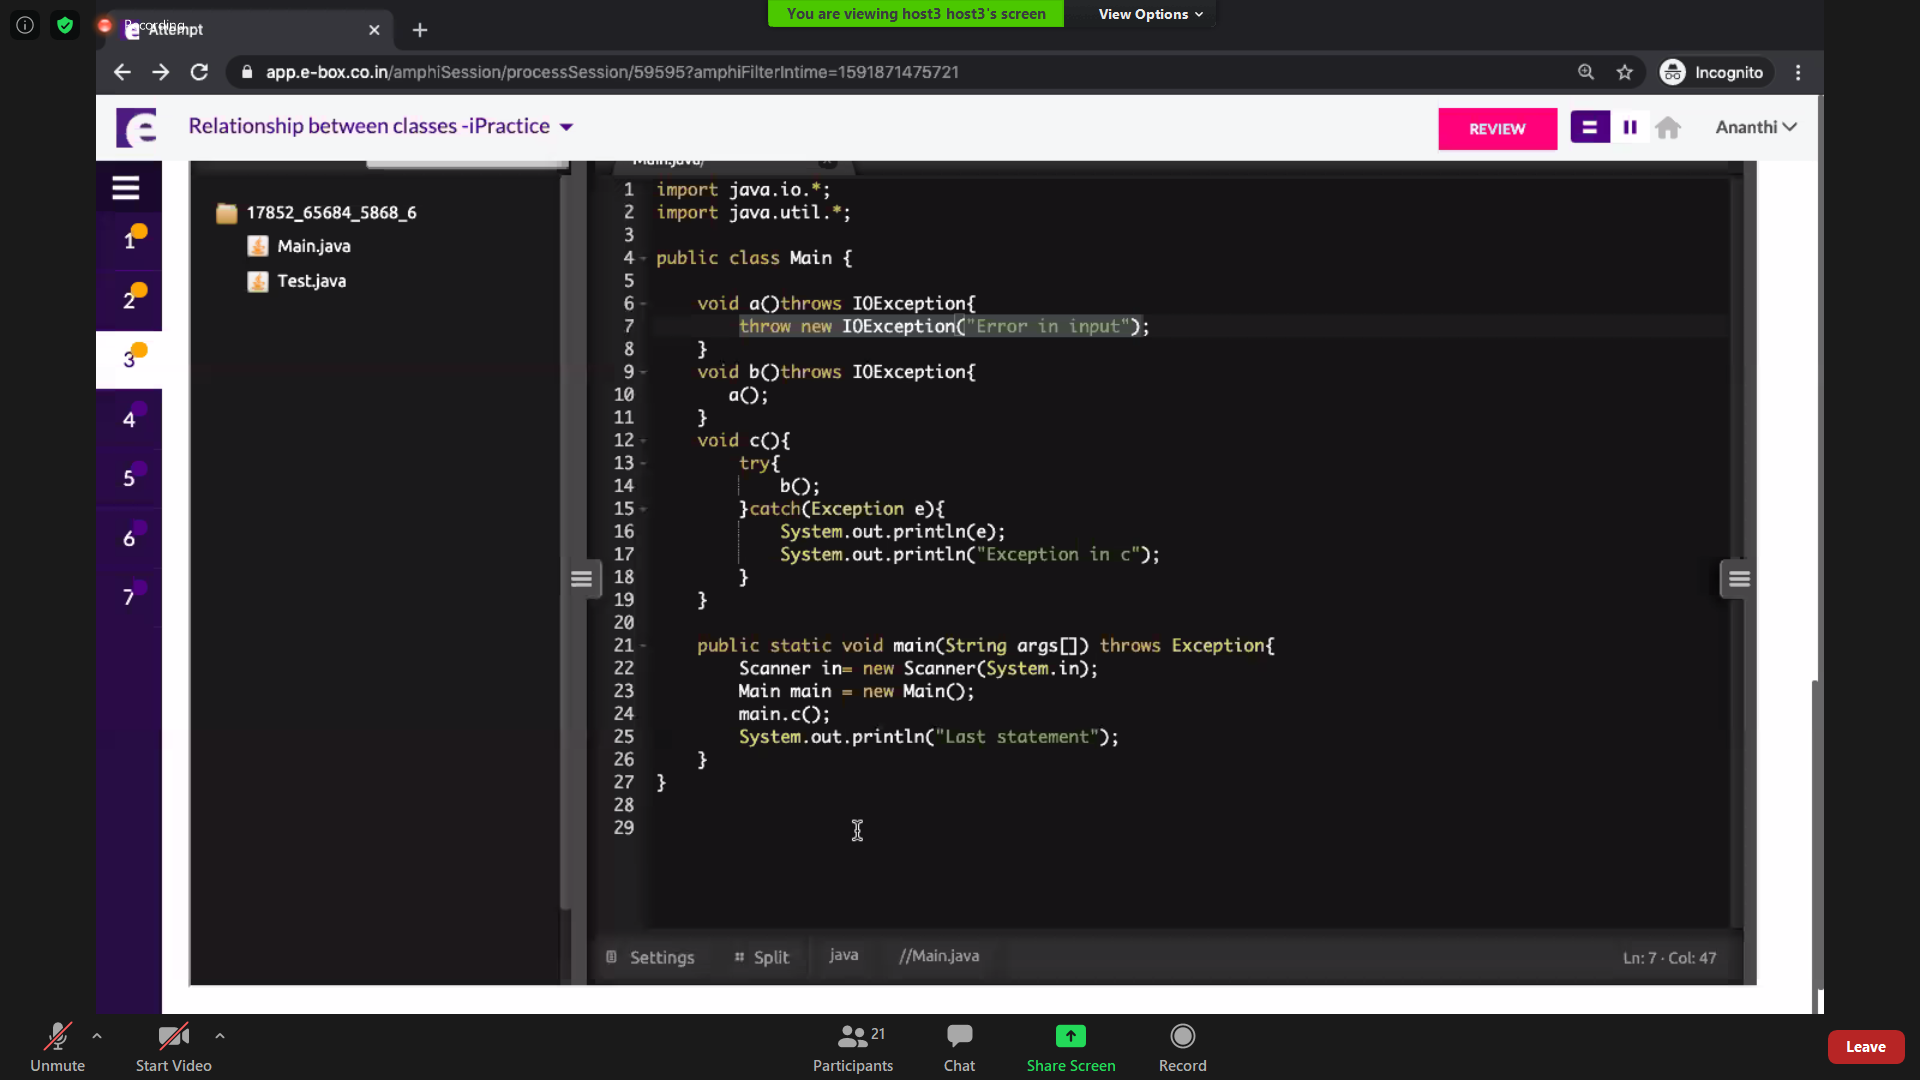 You are viewing host3 host3's screen
View Options
Recording
Attempt
app.e-box.co.in/amphiSession/processSession/59595?amphiFilterIntime=1591871475721
Incognito
e
Relationship between classes -iPractice
REVIEW
Ananthi
1
2
3
4
5
6
7
17852_65684_5868_6
Main.java
Test.java
Main.java
1 import java.io.*;
2 import java.util.*;
3
4 public class Main {
5
6 void a()throws IOException{
7 throw new IOException("Error in input");
8 }
9 void b()throws IOException{
10 a();
11 }
12 void c(){
13 try{
14 b();
15 }catch(Exception e){
16 System.out.println(e);
17 System.out.println("Exception in c");
18 }
19 }
20
21 public static void main(String args[]) throws Exception{
22 Scanner in= new Scanner(System.in);
23 Main main = new Main();
24 main.c();
25 System.out.println("Last statement");
26 }
27 }
28
29
Settings
Split
java
//Main.java
Ln: 7 · Col: 47
Unmute
Start Video
21
Participants
Chat
Share Screen
Record
Leave